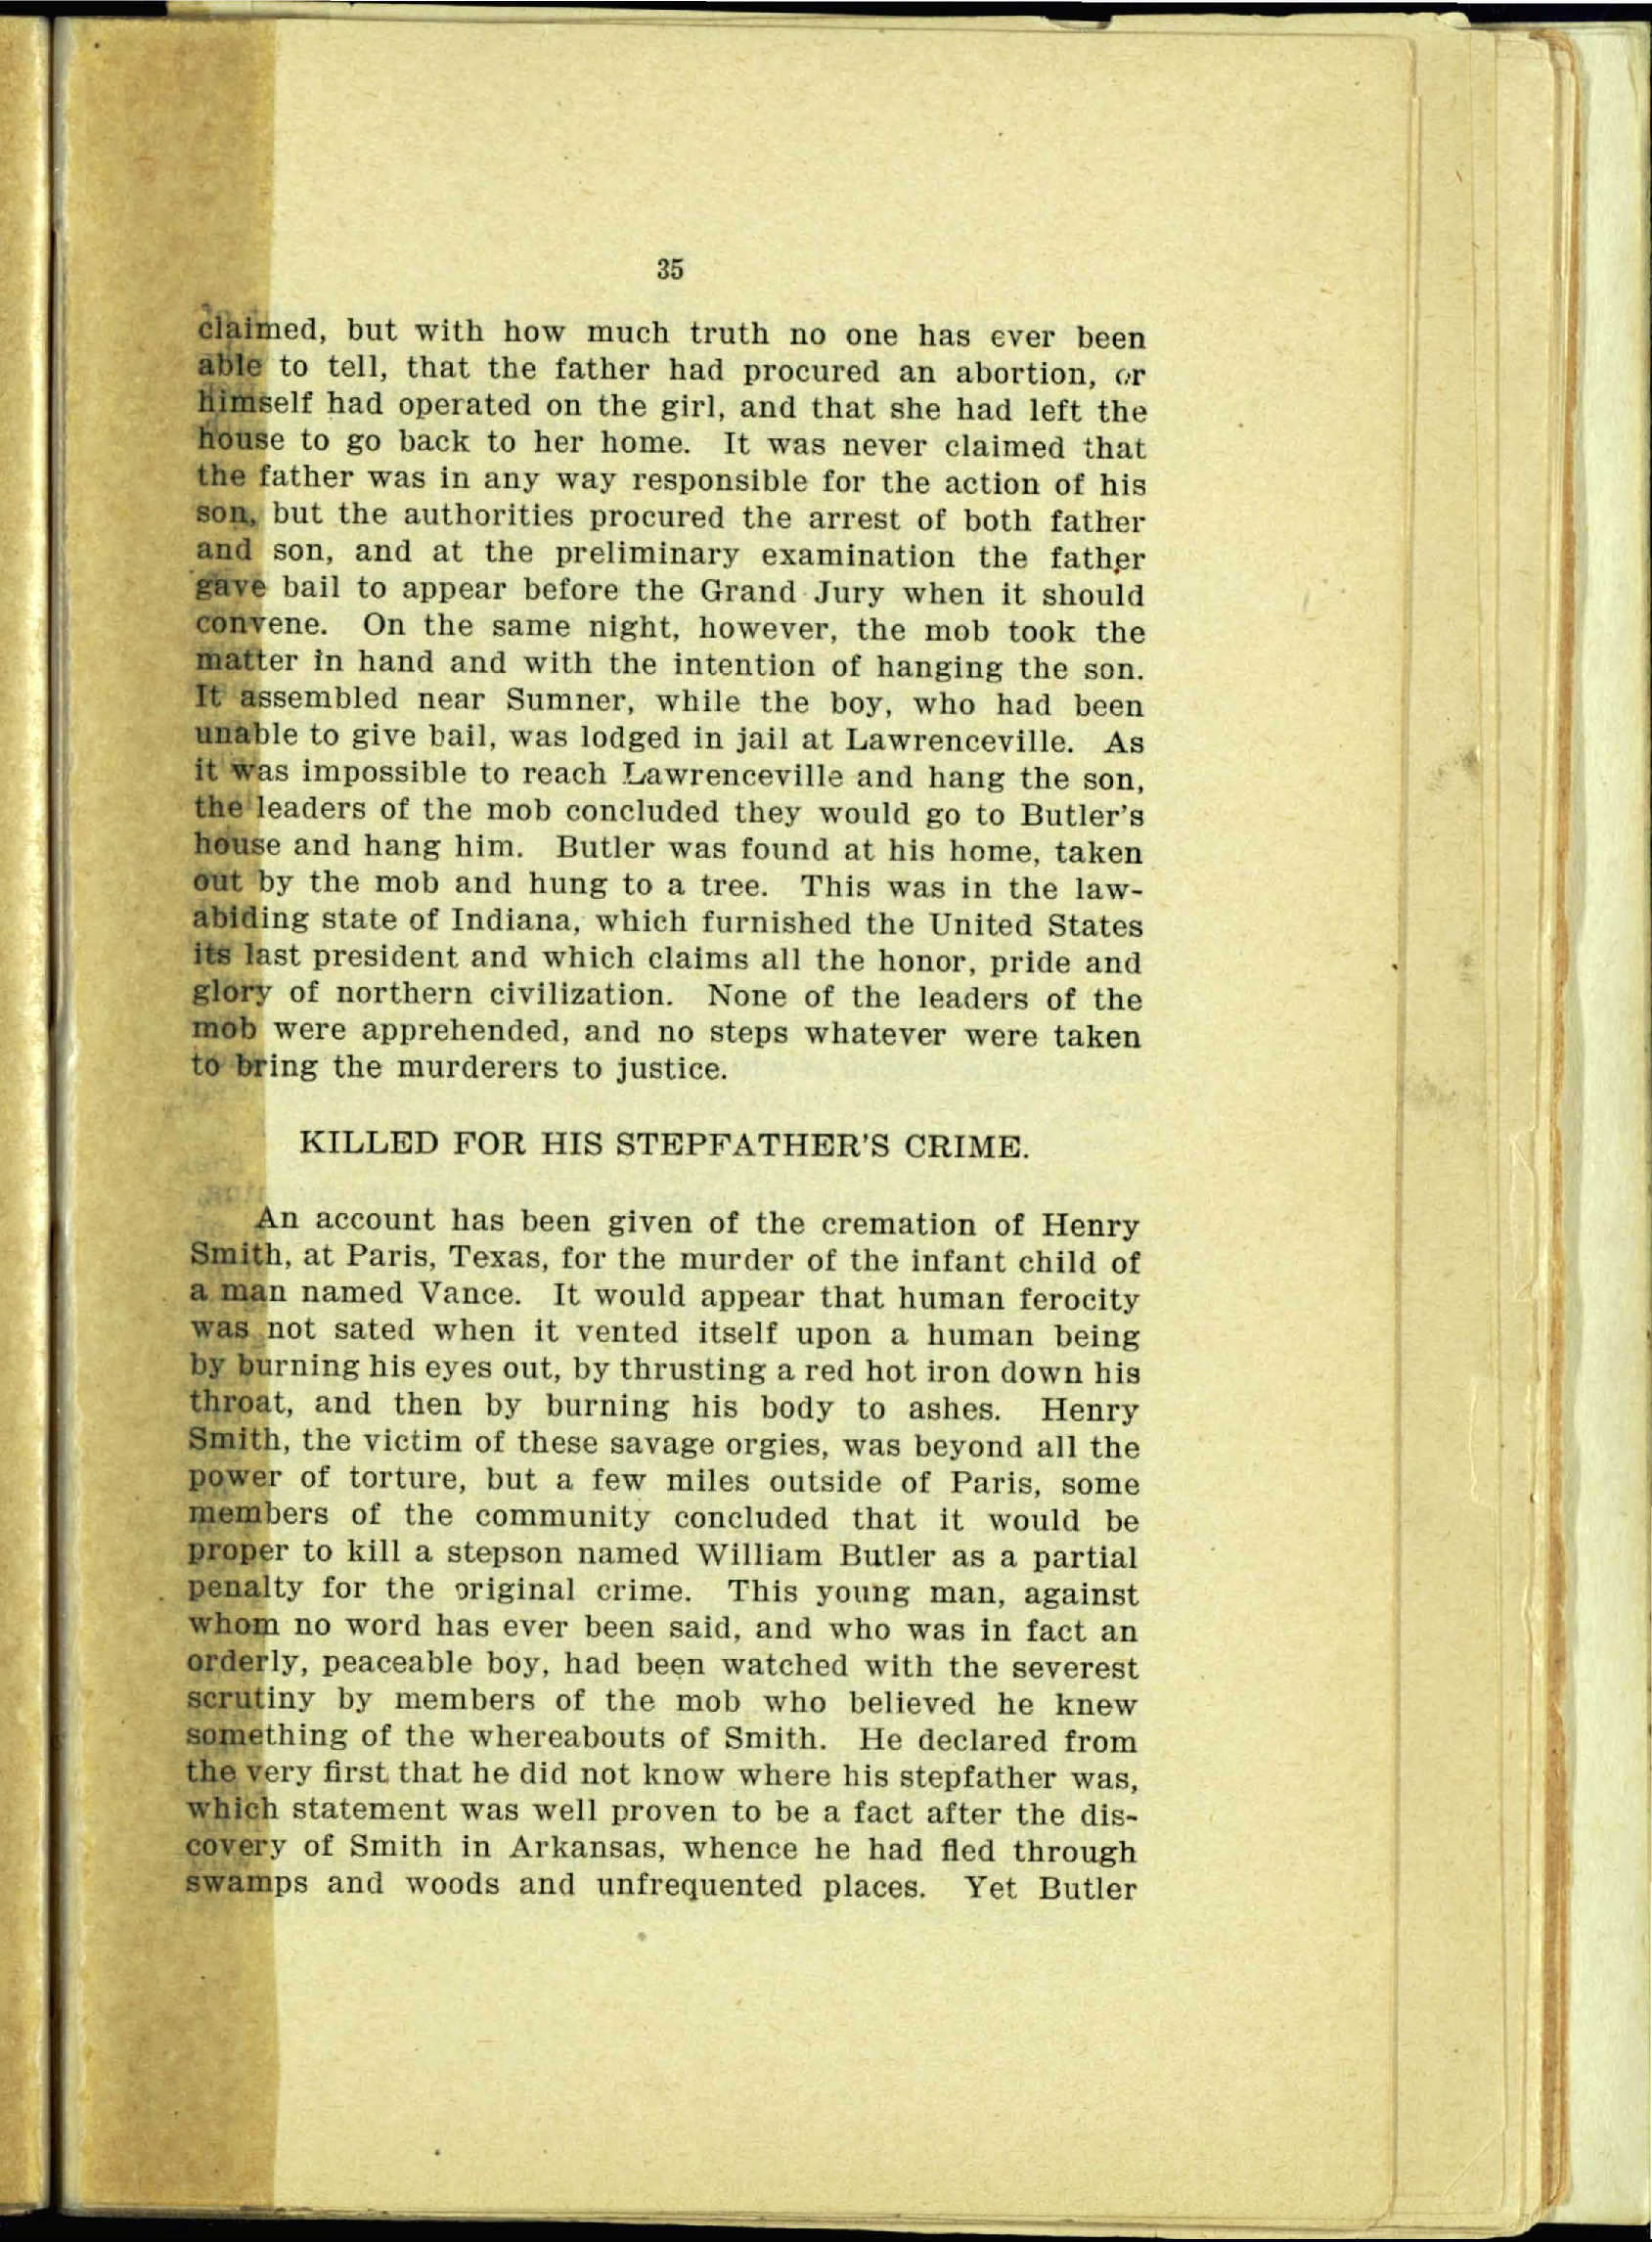 35
claimed, but with how much truth no one has ever been
able to tell, that the father had procured an abortion, or
himself had operated on the girl, and that she had left the
house to go back to her home. It was never claimed that
the father was in any way responsible for the action of his
son, but the authorities procured the arrest of both father
and son, and at the preliminary examination the father
gave bail to appear before the Grand Jury when it should
convene. On the same night, however, the mob took the
matter in hand and with the intention of hanging the son.
It assembled near Sumner, while the boy, who had been
unable to give bail, was lodged in jail at Lawrenceville. As
it was impossible to reach Lawrenceville and hang the son,
the leaders of the mob concluded they would go to Butler's
house and hang him. Butler was found at his home, taken
out by the mob and hung to a tree. This was in the law-
abiding state of Indiana, which furnished the United States
its last president and which claims all the honor, pride and
glory of northern civilization. None of the leaders of the
mob were apprehended, and no steps whatever were taken
to bring the murderers to justice.
KILLED FOR HIS STEPFATHER'S CRIME.
An account has been given of the cremation of Henry
Smith, at Paris, Texas, for the murder of the infant child of
a man named Vance. It would appear that human ferocity
was not sated when it vented itself upon a human being
by burning his eyes out, by thrusting a red hot iron down his
throat, and then by burning his body to ashes. Henry
Smith, the victim of these savage orgies, was beyond all the
power of torture, but a few miles outside of Paris, some
members of the community concluded that it would be
proper to kill a stepson named William Butler as a partial
penalty for the original crime. This young man, against
whom no word has ever been said, and who was in fact an
orderly, peaceable boy, had been watched with the severest
scrutiny by members of the mob who believed he knew
something of the whereabouts of Smith. He declared from
the very first that he did not know where his stepfather was,
which statement was well proven to be a fact after the dis-
covery of Smith in Arkansas, whence he had fled through
swamps and woods and unfrequented places. Yet Butler